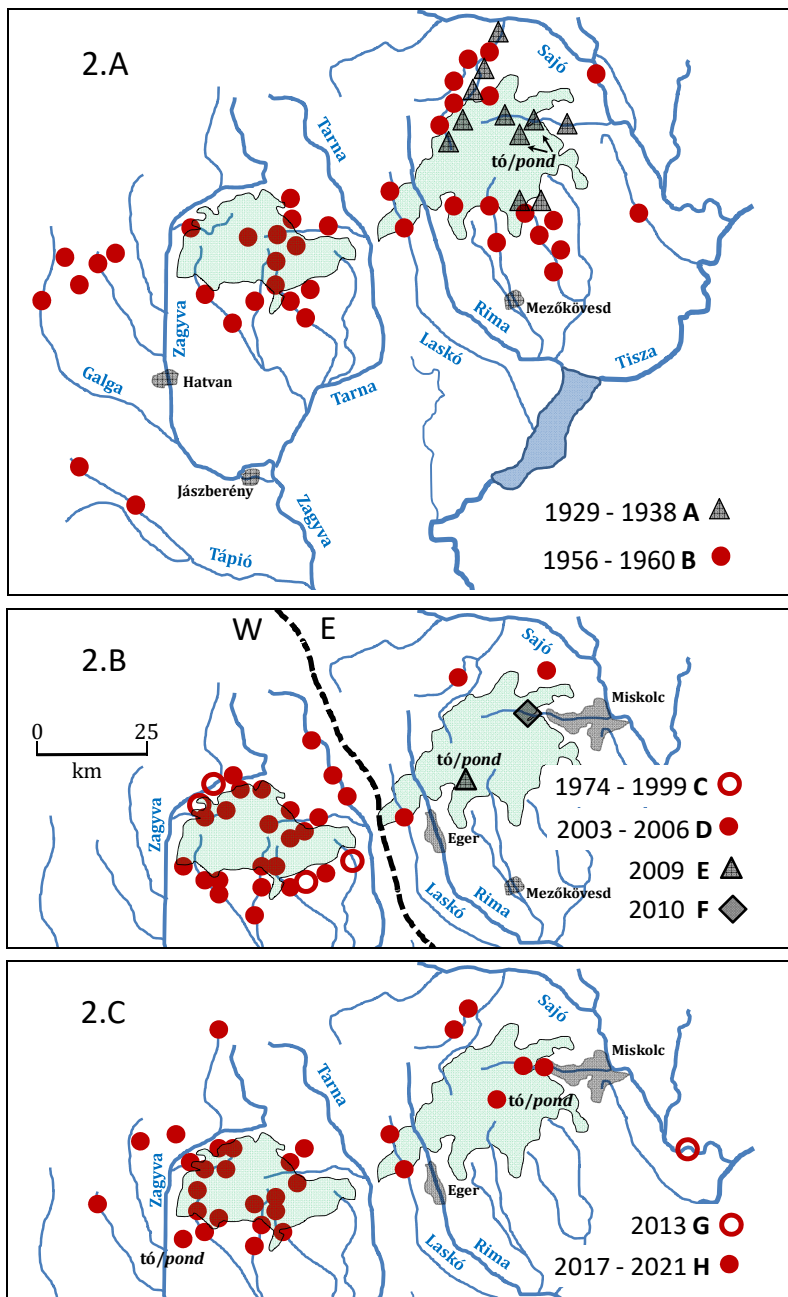 2.A
Sajó
Tarna
tó/pond
Zagyva
Rima
Mezőkövesd
Laskó
Tisza
Galga
Hatvan
Tarna
Jászberény
Zagyva
Tápió
1929 - 1938 A
1956 - 1960 B
2.B
W E
Sajó
0 25
km
Miskolc
tó/pond
Zagyva
Eger
Laskó
Rima
Mezőkövesd
1974 - 1999 C
2003 - 2006 D
2009 E
2010 F
2.C
Sajó
Miskolc
Tarna
tó/pond
Zagyva
Eger
tó/pond
Laskó
Rima
2013 G
2017 - 2021 H